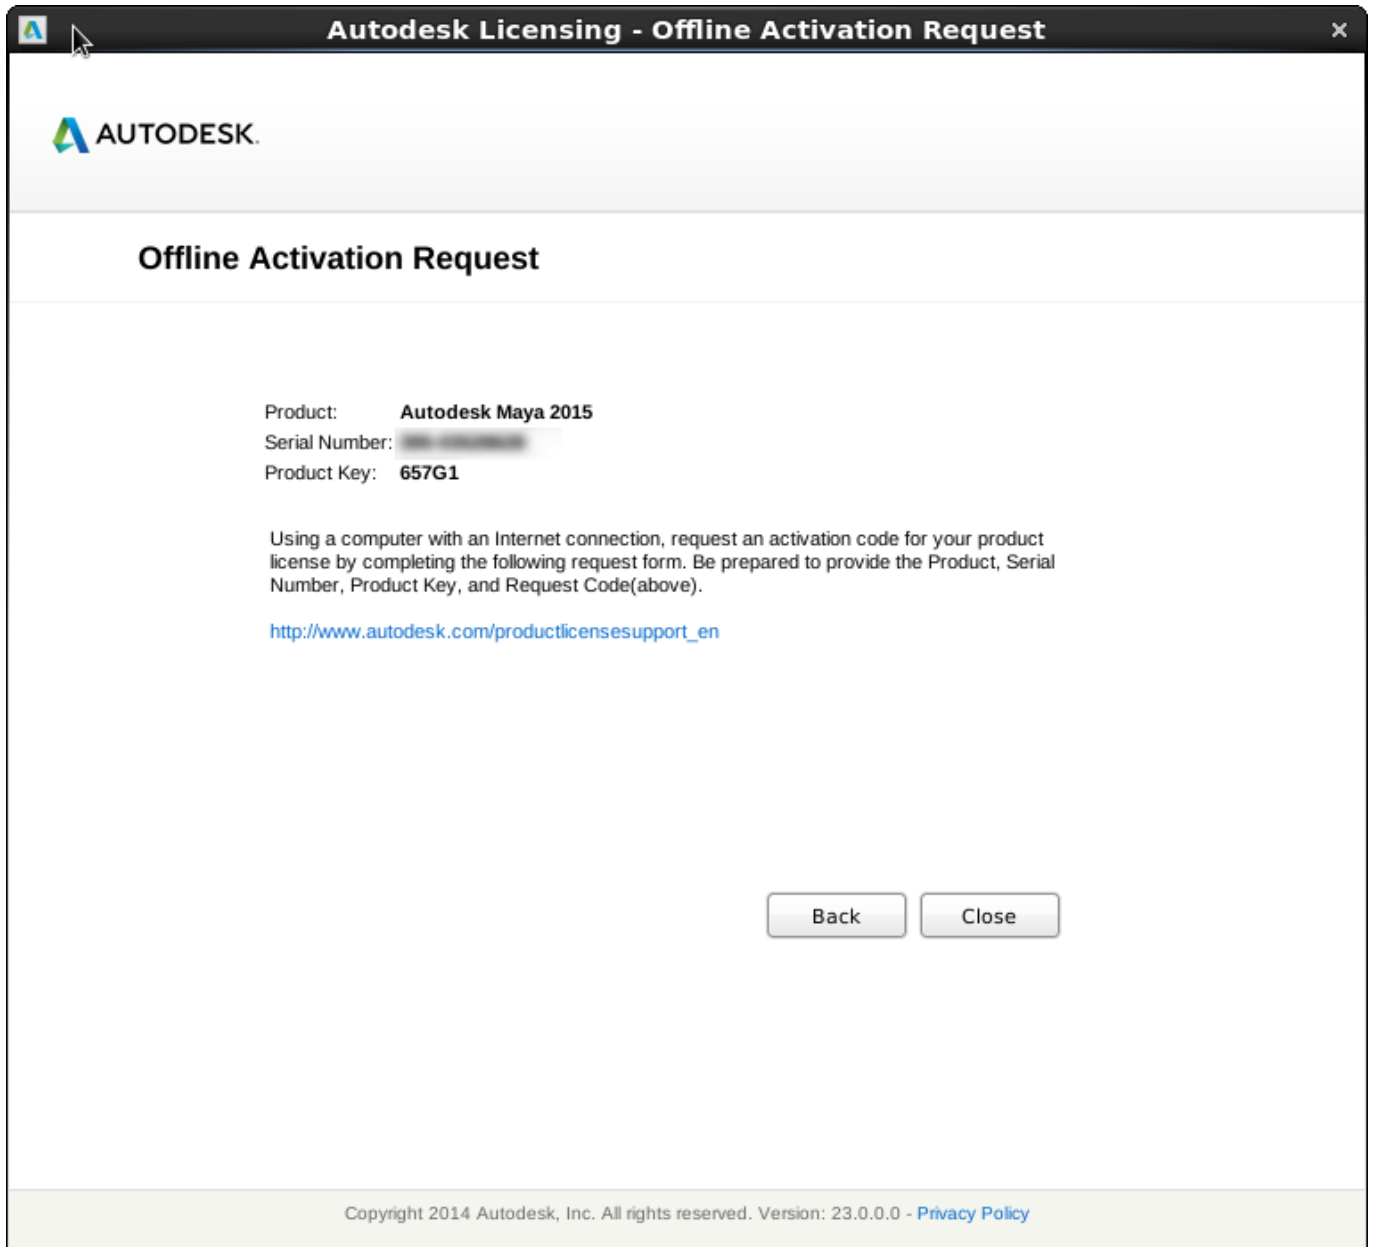 Autodesk Licensing - Offline Activation Request
AUTODESK.
Offline Activation Request
Product: Autodesk Maya 2015
Serial Number:
Product Key: 657G1
Using a computer with an Internet connection, request an activation code for your product
license by completing the following request form. Be prepared to provide the Product, Serial
Number, Product Key, and Request Code(above).
http://www.autodesk.com/productlicensesupport_en
Back Close
Copyright 2014 Autodesk, Inc. All rights reserved. Version: 23.0.0.0 - Privacy Policy